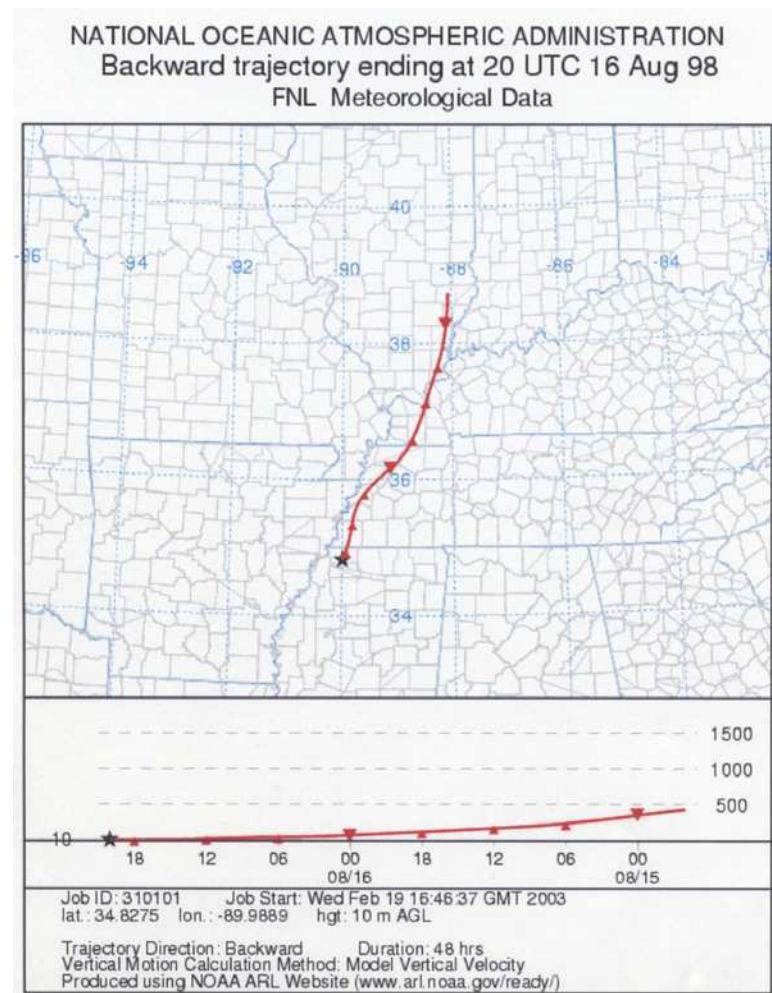 NATIONAL OCEANIC ATMOSPHERIC ADMINISTRATION
Backward trajectory ending at 20 UTC 16 Aug 98
FNL Meteorological Data
40
-96
-94
-92
-90
-88
-86
-84
38
36
34
1500
1000
500
10
18 12 06 00 18 12 06 00
08/16 08/15
Job ID: 310101 Job Start: Wed Feb 19 16:46:37 GMT 2003
lat.: 34.8275 lon.: -89.9889 hgt: 10 m AGL
Trajectory Direction: Backward Duration: 48 hrs
Vertical Motion Calculation Method: Model Vertical Velocity
Produced using NOAA ARL Website (www.arl.noaa.gov/ready/)